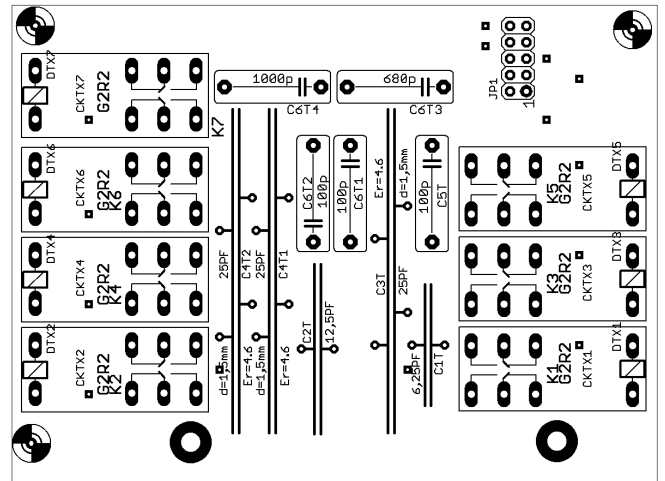 DTX7
CKTX7
G2R2
K7
1000p
C6T4
680p
C6T3
JP1
1
DTX6
CKTX6
G2R2
K6
C6T2
100p
100p
C6T1
Er=4.6
d=1,5mm
100p
C5T
K5
G2R2
CKTX5
DTX5
DTX4
CKTX4
G2R2
K4
25PF
C4T2
25PF
C4T1
C3T
25PF
K3
G2R2
CKTX3
DTX3
DTX2
CKTX2
G2R2
K2
d=1,5mm
Er=4.6
d=1,5mm
Er=4.6
C2T
12,5PF
6,25PF
C1T
K1
G2R2
CKTX1
DTX1